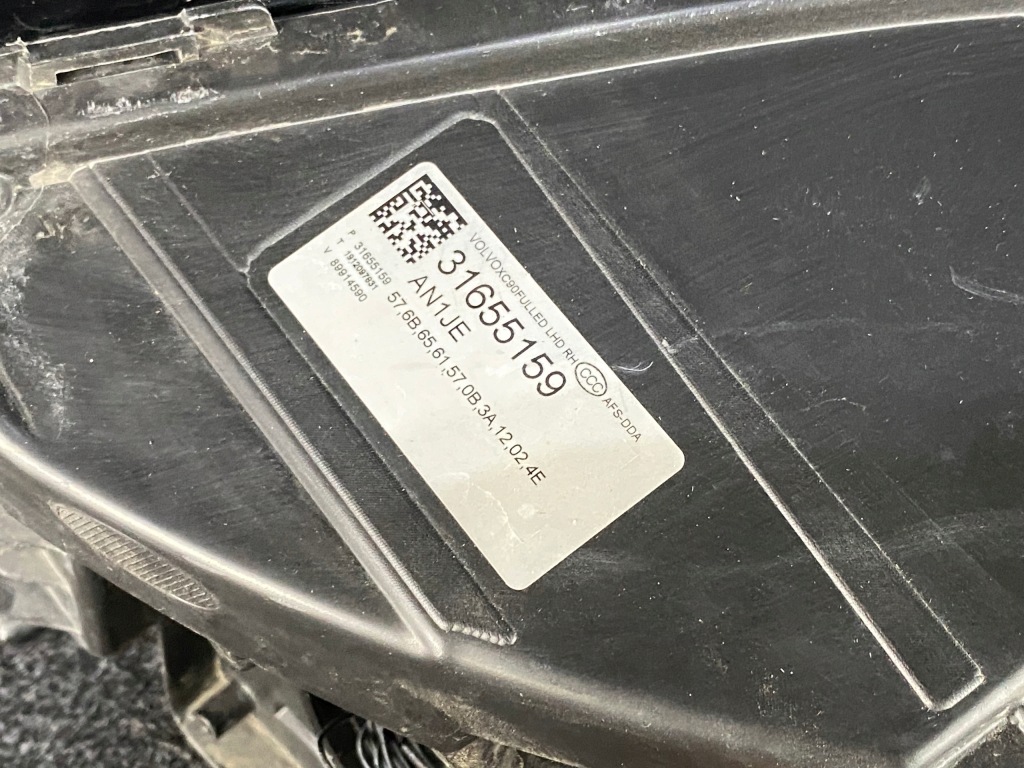 VOLVOXC90FULLED LHD RH CCC AFS-DDA
31655159
AN1JE
57,6B,65,61,57,0B,3A,12,02,4E
P 31655159
T 1912097831
V 89914590